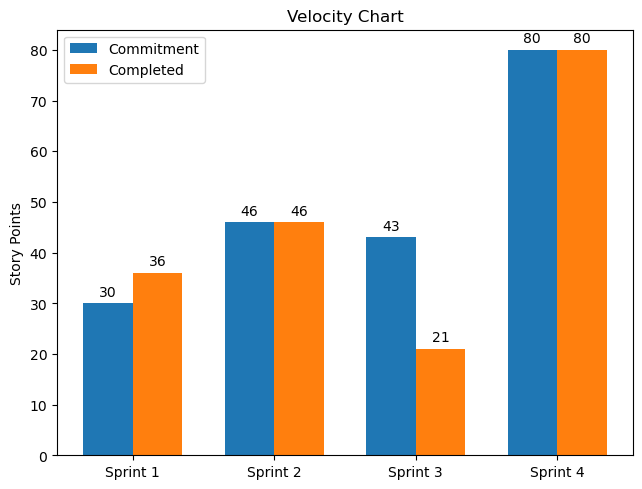 Velocity Chart
Commitment
Completed
Story Points
80
70
60
50
40
30
20
10
0
30
36
46
46
43
21
80
80
Sprint 1
Sprint 2
Sprint 3
Sprint 4